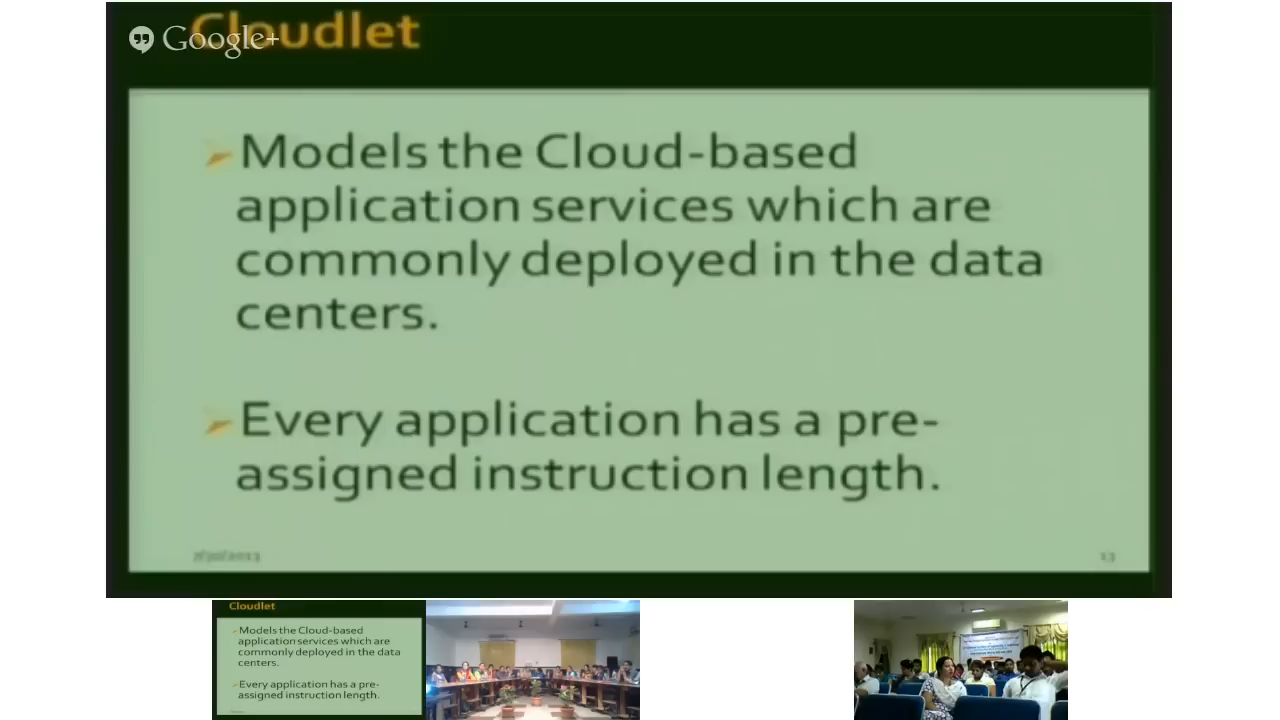 Cloudlet
Google+
Models the Cloud-based
application services which are
commonly deployed in the data
centers.
Every application has a pre-
assigned instruction length.
13
Cloudlet
Models the Cloud-based
application services which are
commonly deployed in the data
centers.
Every application has a pre-
assigned instruction length.